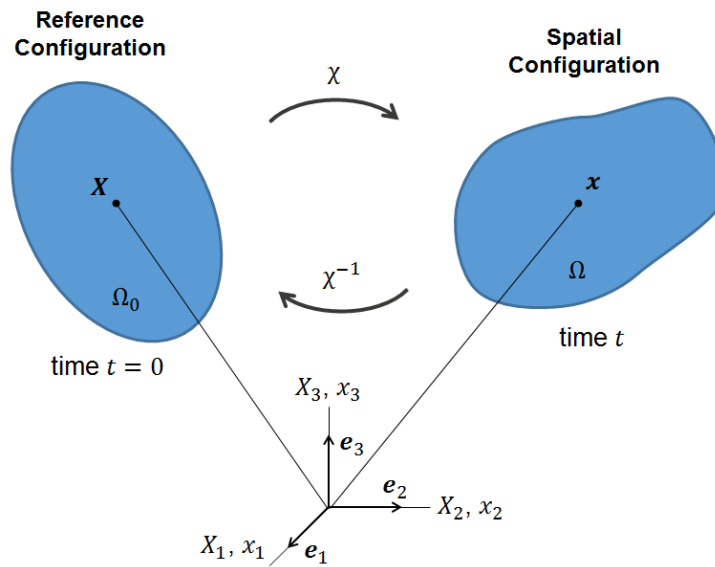 Reference
Configuration
Spatial
Configuration
χ
X
x
χ⁻¹
Ω₀
Ω
time t = 0
time t
X₃, x₃
e₃
e₂
X₂, x₂
X₁, x₁
e₁